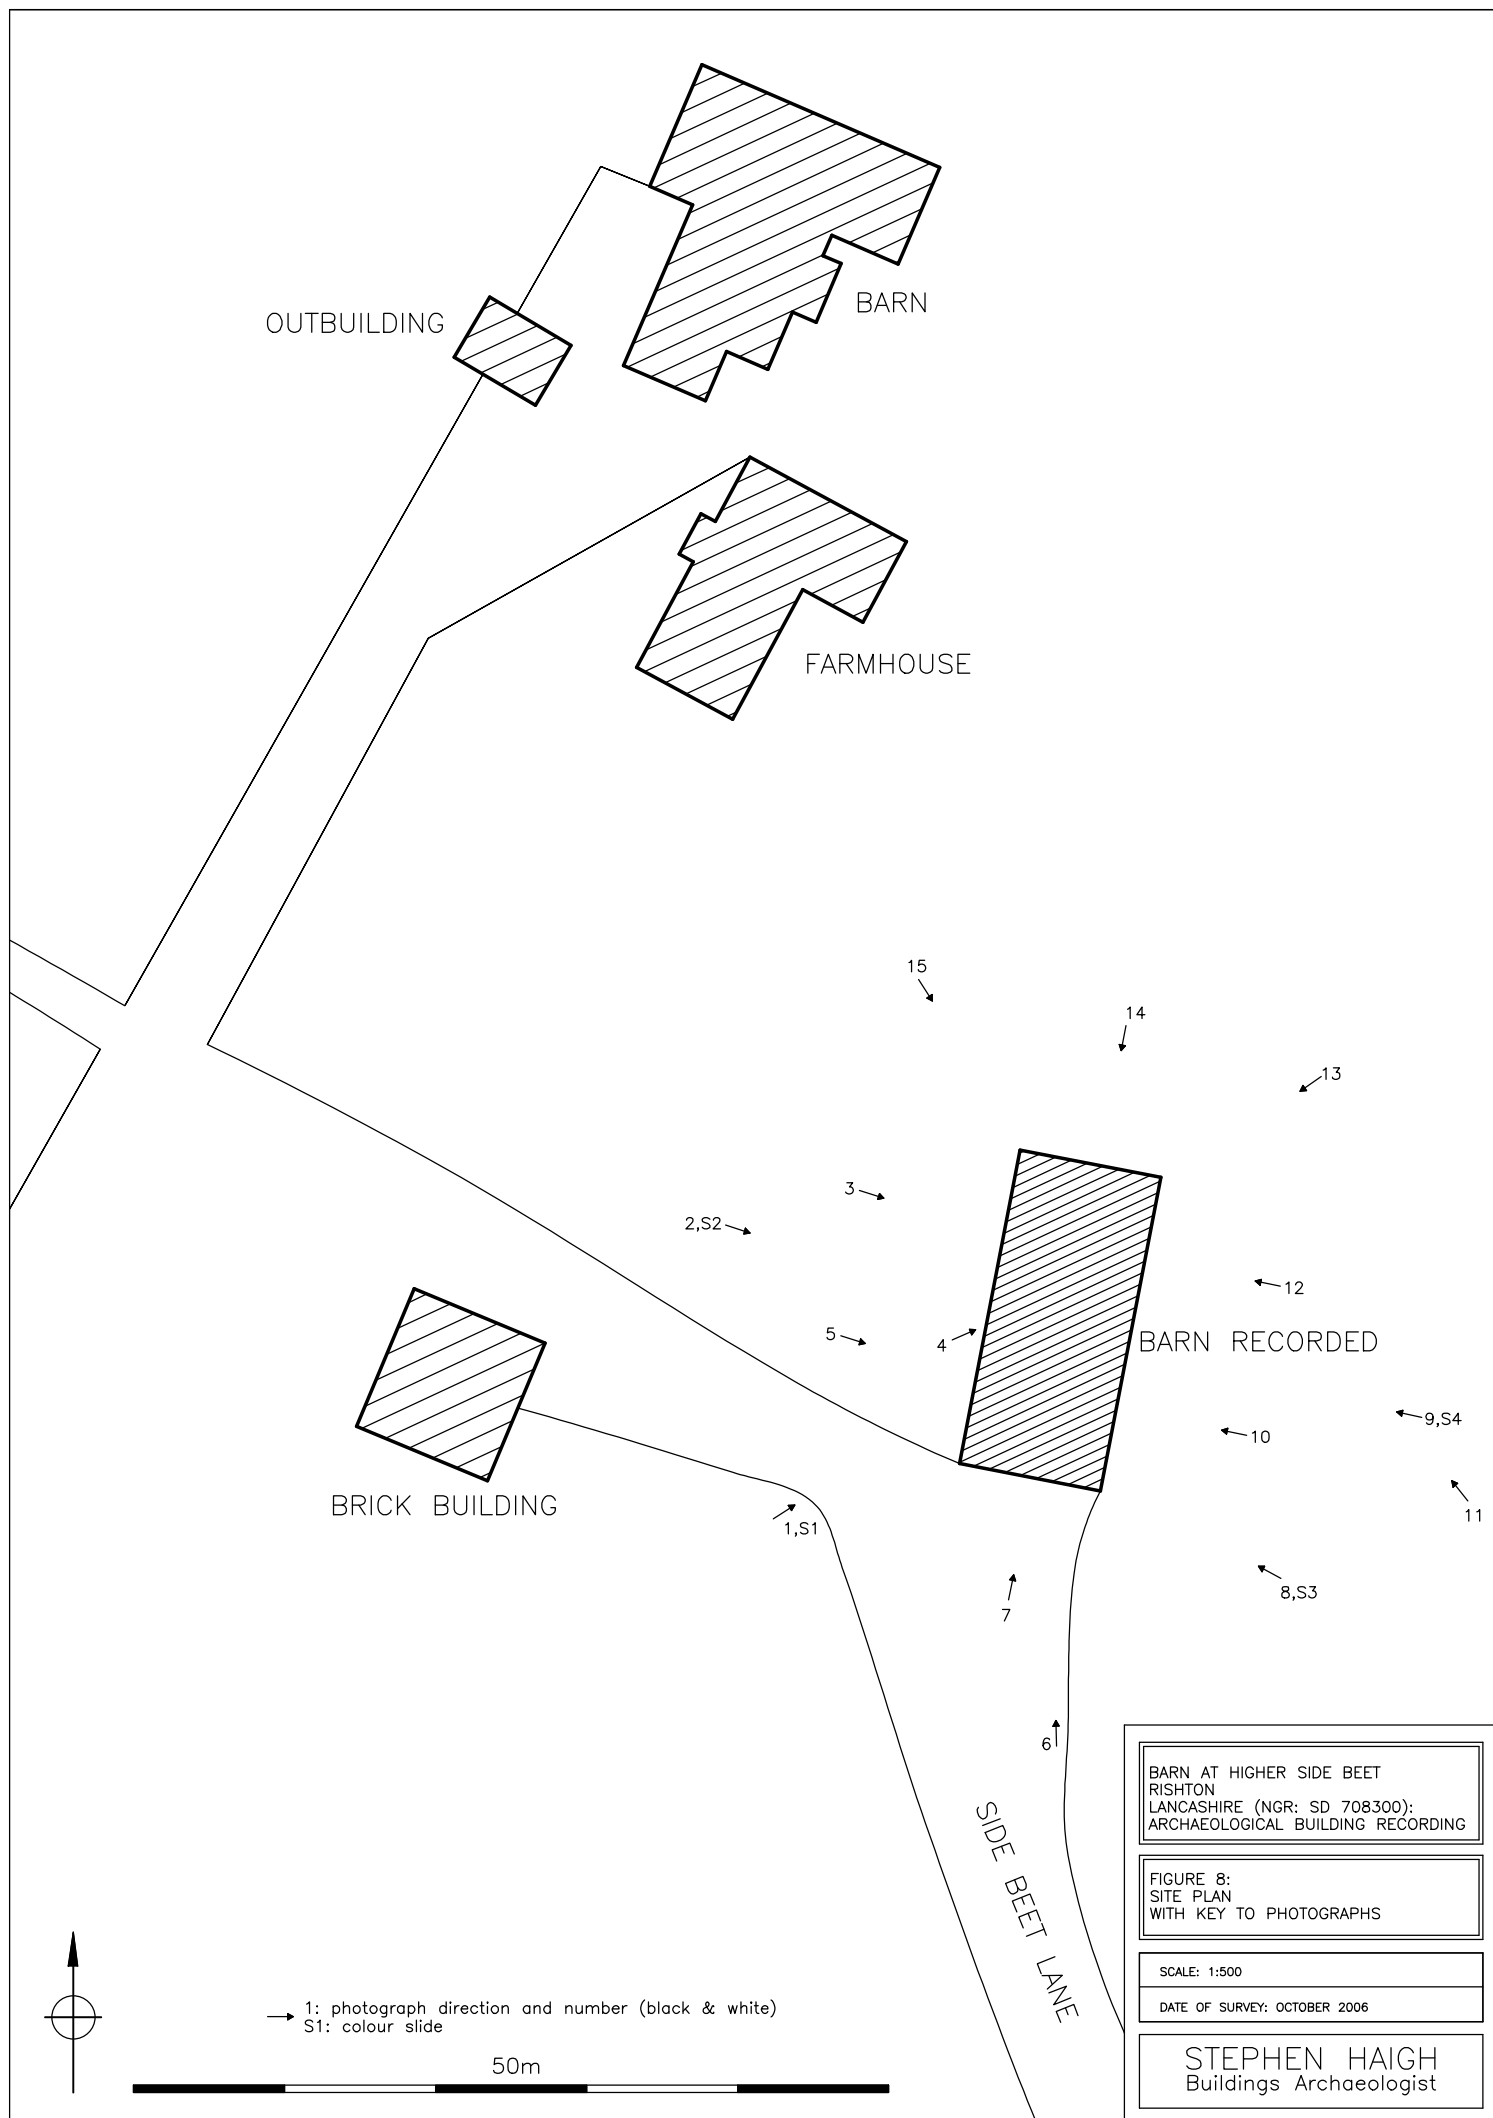 BARN
OUTBUILDING
FARMHOUSE
15
14
13
3
2,S2
12
5
4
BARN RECORDED
9,S4
10
BRICK BUILDING
1,S1
11
8,S3
7
6
SIDE BEET LANE
BARN AT HIGHER SIDE BEET
RISHTON
LANCASHIRE (NGR: SD 708300):
ARCHAEOLOGICAL BUILDING RECORDING
FIGURE 8:
SITE PLAN
WITH KEY TO PHOTOGRAPHS
SCALE: 1:500
DATE OF SURVEY: OCTOBER 2006
STEPHEN HAIGH
Buildings Archaeologist
1: photograph direction and number (black & white)
S1: colour slide
50m